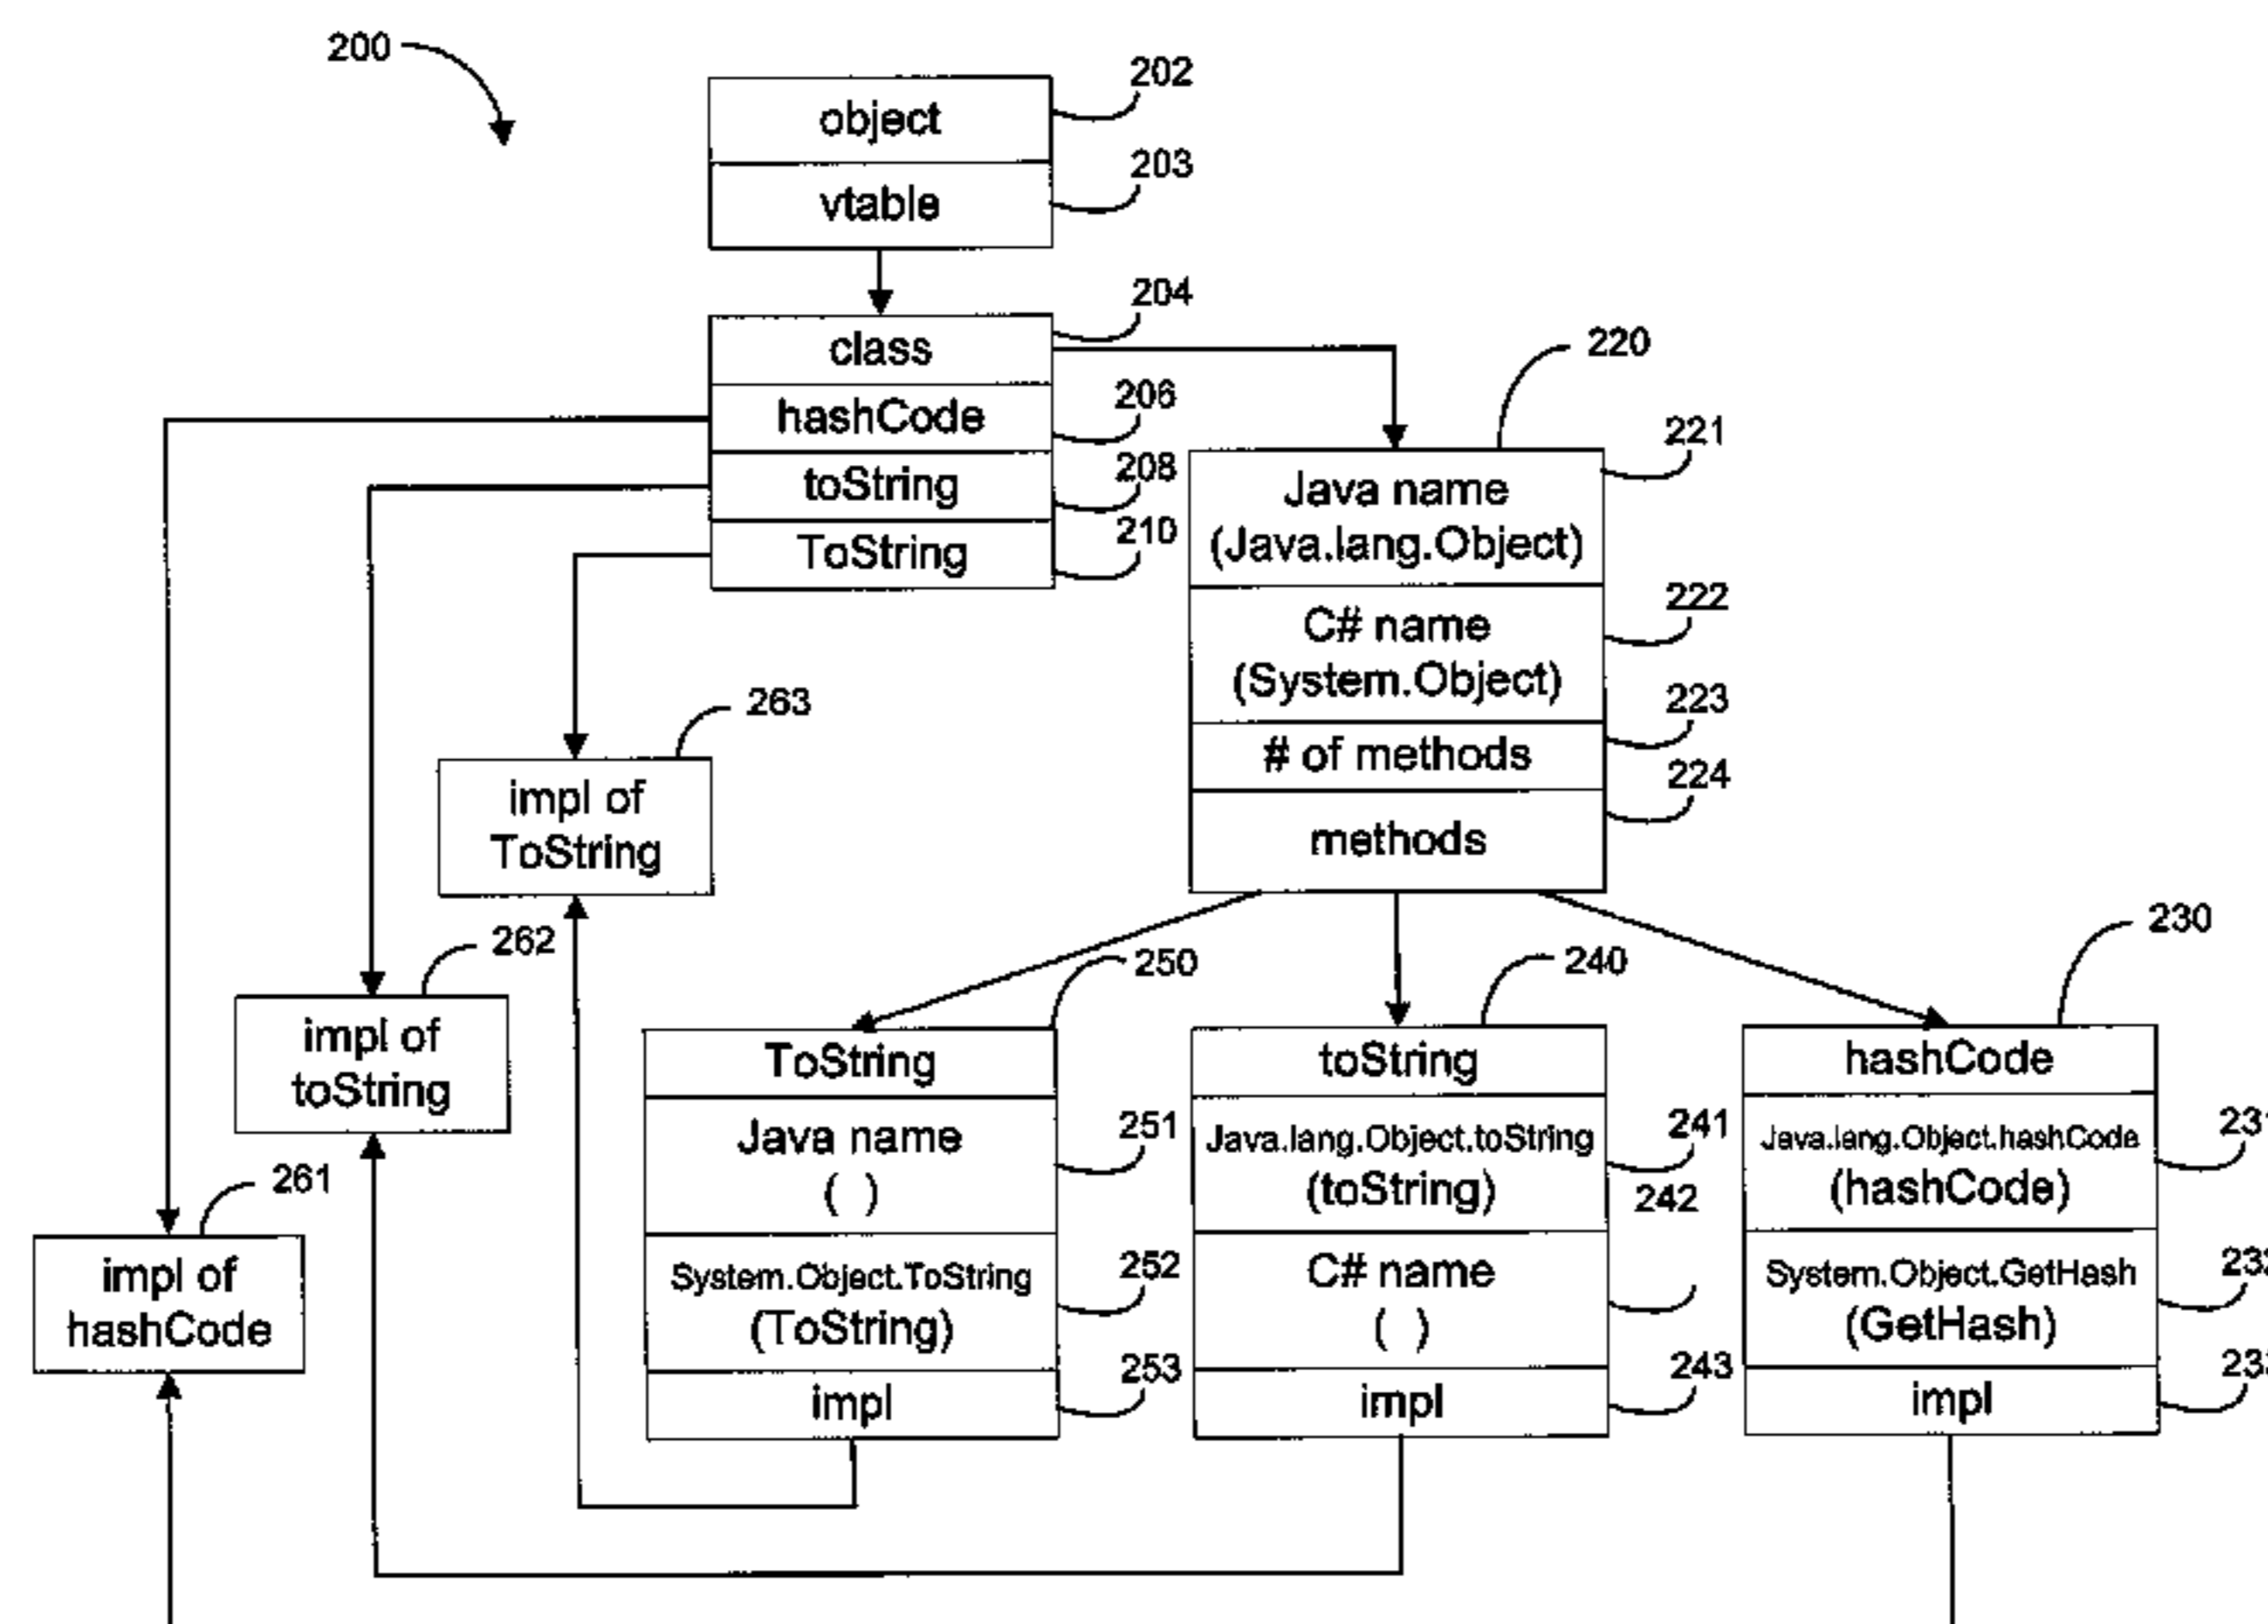 200
object
202
vtable
203
class
204
hashCode
206
toString
208
ToString
210
220
Java name
(Java.lang.Object)
221
C# name
(System.Object)
222
# of methods
223
methods
224
impl of
ToString
263
impl of
toString
262
impl of
hashCode
261
ToString
250
Java name
( )
251
System.Object.ToString
(ToString)
252
impl
253
toString
240
Java.lang.Object.toString
(toString)
241
C# name
( )
242
impl
243
hashCode
230
Java.lang.Object.hashCode
(hashCode)
System.Object.GetHash
(GetHash)
impl